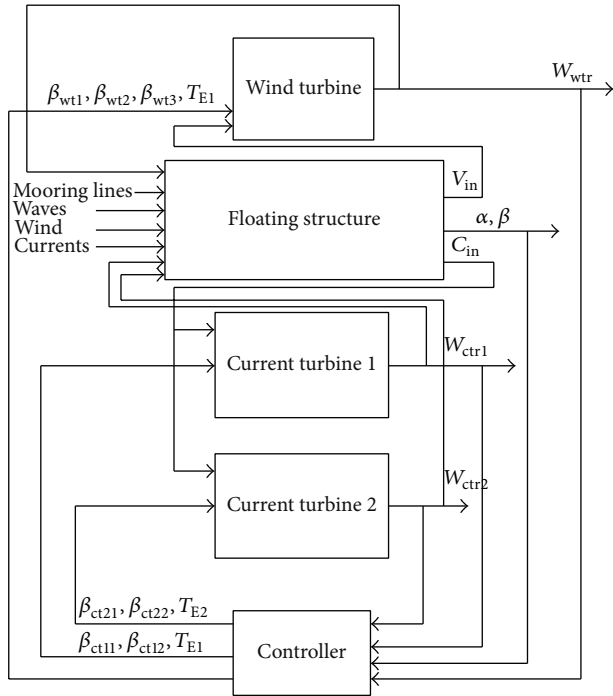 W_wtr
β_wt1, β_wt2, β_wt3, T_E1
Wind turbine
V_in
Mooring lines
Waves
Wind
Currents
Floating structure
α, β
C_in
Current turbine 1
W_ctr1
Current turbine 2
W_ctr2
β_ct21, β_ct22, T_E2
β_ct11, β_ct12, T_E1
Controller